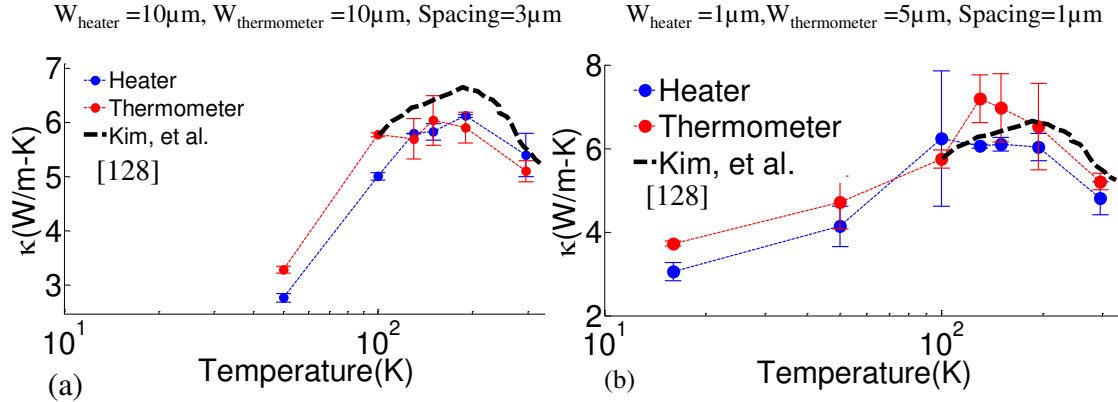 W_heater =10µm, W_thermometer =10µm, Spacing=3µm
7
6
5
4
3
κ(W/m-K)
Heater
Thermometer
Kim, et al.
[128]
10^1
10^2
Temperature(K)
(a)
W_heater =1µm,W_thermometer =5µm, Spacing=1µm
8
6
4
2
κ(W/m-K)
Heater
Thermometer
Kim, et al.
[128]
10^1
10^2
Temperature(K)
(b)